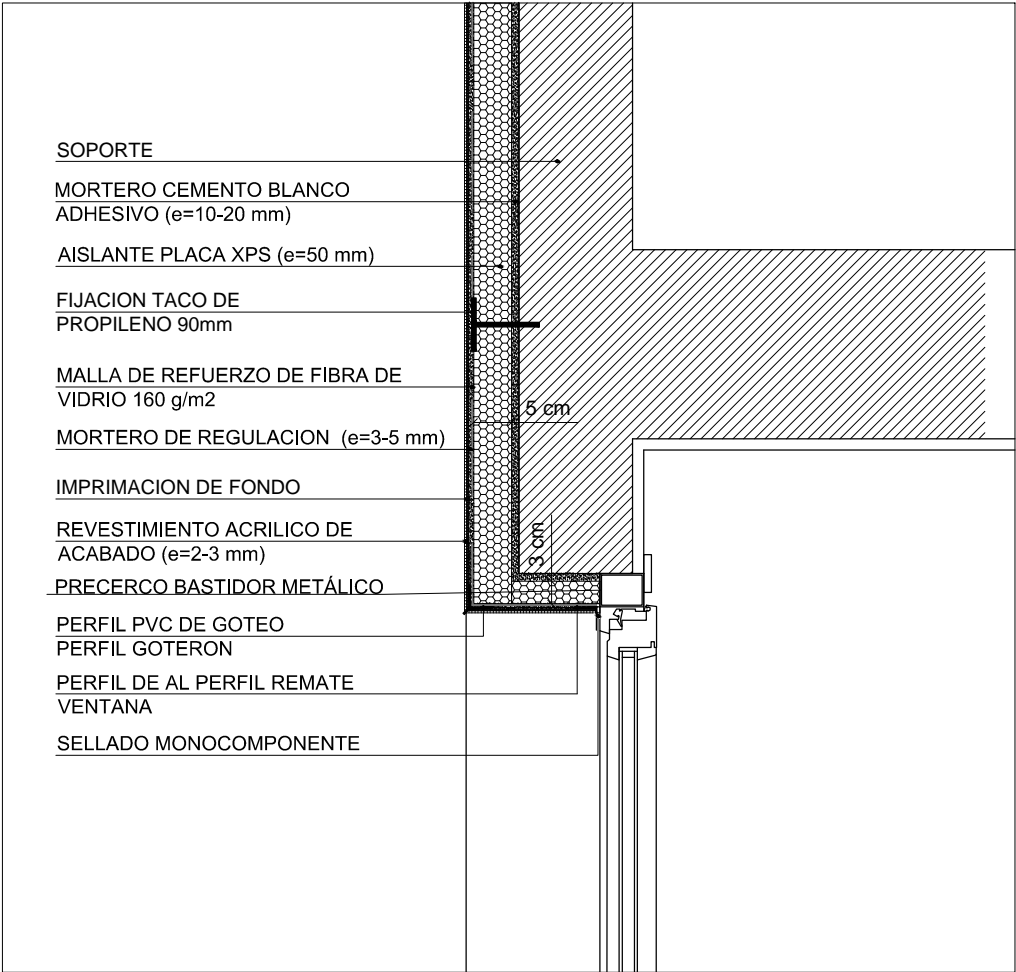 SOPORTE
MORTERO CEMENTO BLANCO
ADHESIVO (e=10-20 mm)
AISLANTE PLACA XPS (e=50 mm)
FIJACION TACO DE
PROPILENO 90mm
MALLA DE REFUERZO DE FIBRA DE
VIDRIO 160 g/m2
5 cm
MORTERO DE REGULACION (e=3-5 mm)
IMPRIMACION DE FONDO
REVESTIMIENTO ACRILICO DE
ACABADO (e=2-3 mm)
3 cm
PRECERCO BASTIDOR METÁLICO
PERFIL PVC DE GOTEO
PERFIL GOTERON
PERFIL DE AL PERFIL REMATE
VENTANA
SELLADO MONOCOMPONENTE